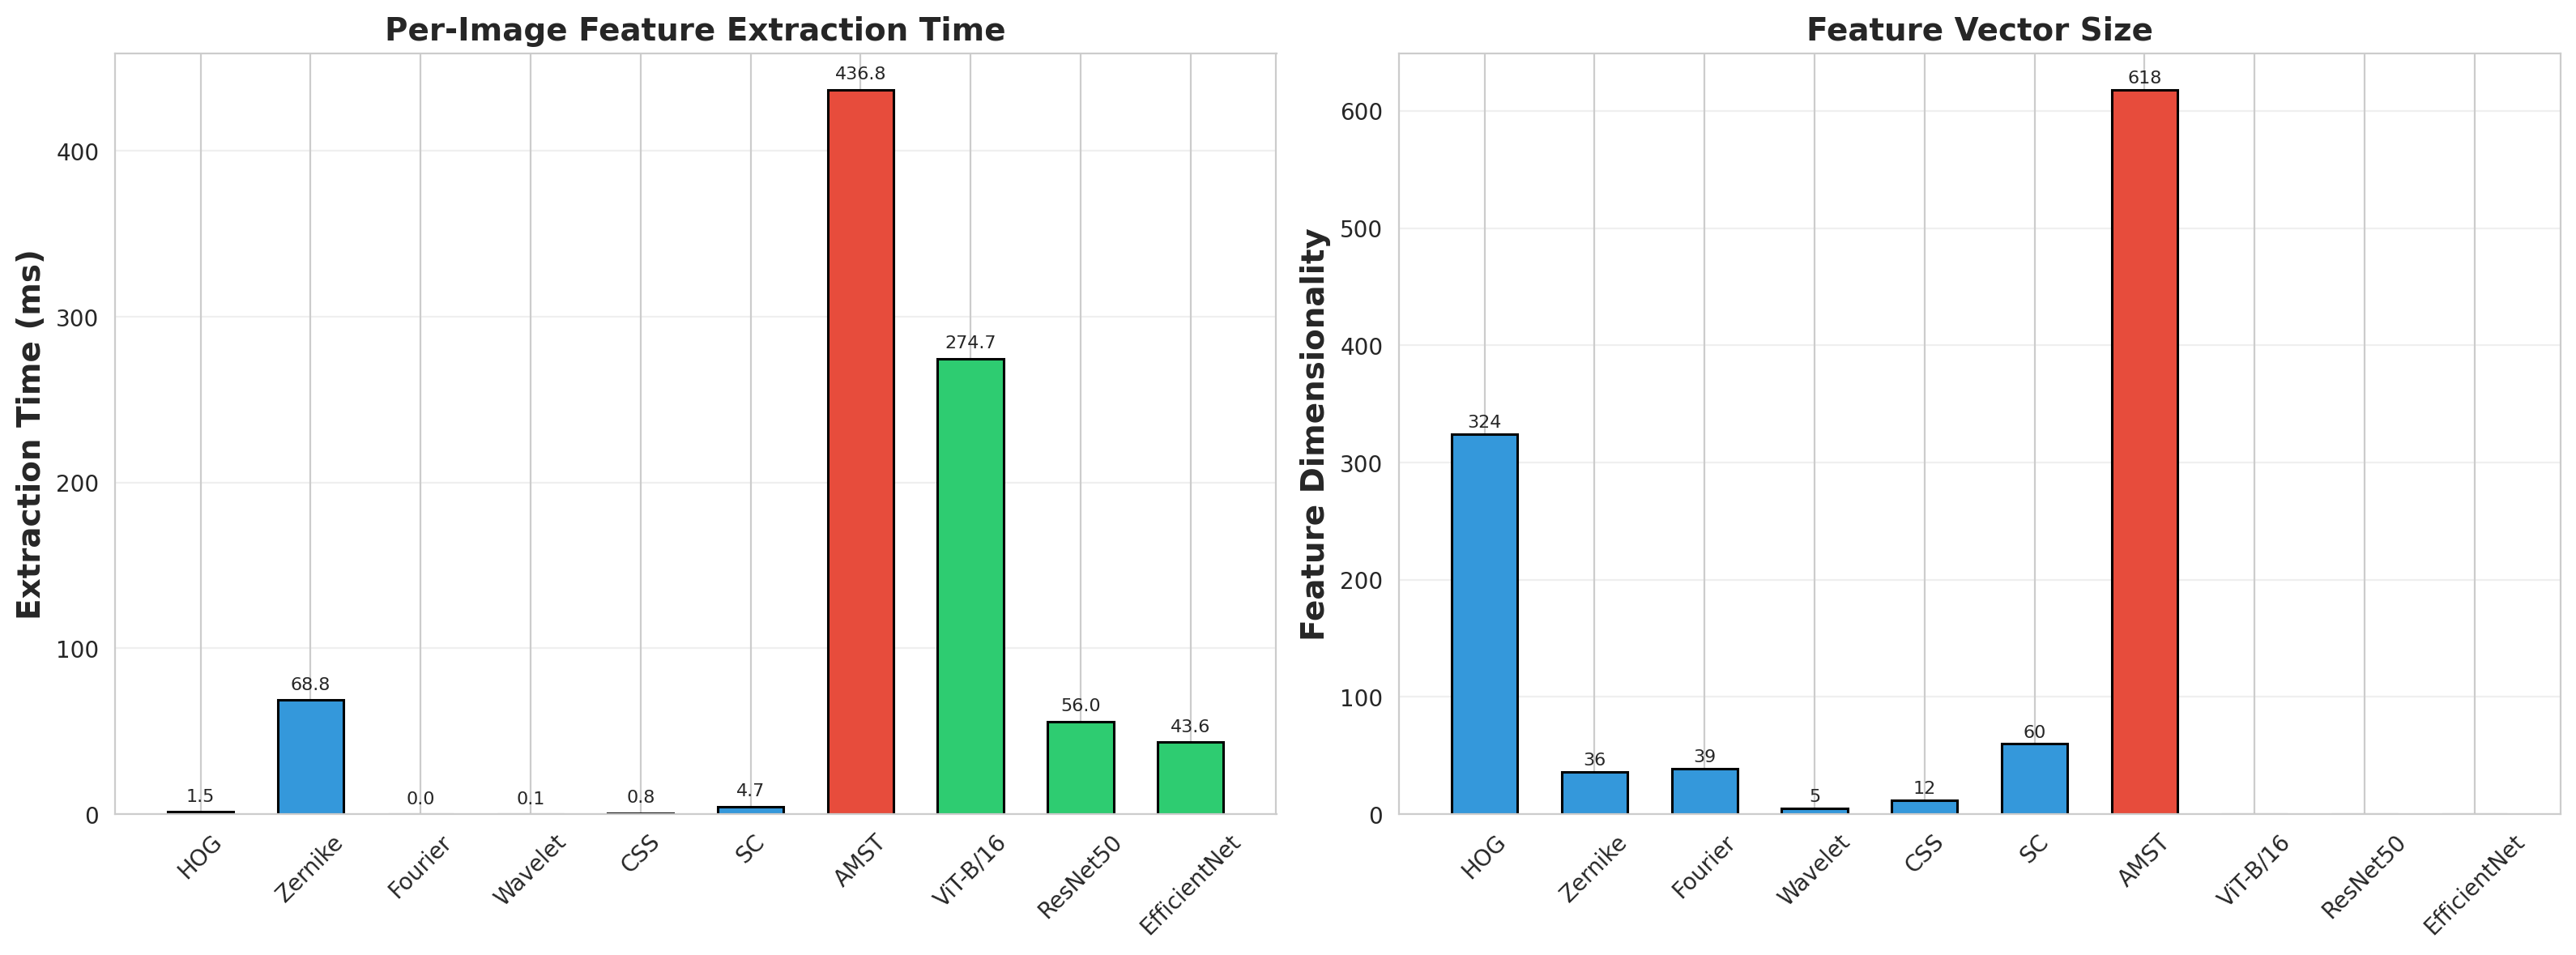 Per-Image Feature Extraction Time
Extraction Time (ms)
400
300
200
100
0
1.5
68.8
0.0
0.1
0.8
4.7
436.8
274.7
56.0
43.6
HOG
Zernike
Fourier
Wavelet
CSS
SC
AMST
ViT-B/16
ResNet50
EfficientNet
Feature Vector Size
Feature Dimensionality
600
500
400
300
200
100
0
324
36
39
5
12
60
618
HOG
Zernike
Fourier
Wavelet
CSS
SC
AMST
ViT-B/16
ResNet50
EfficientNet